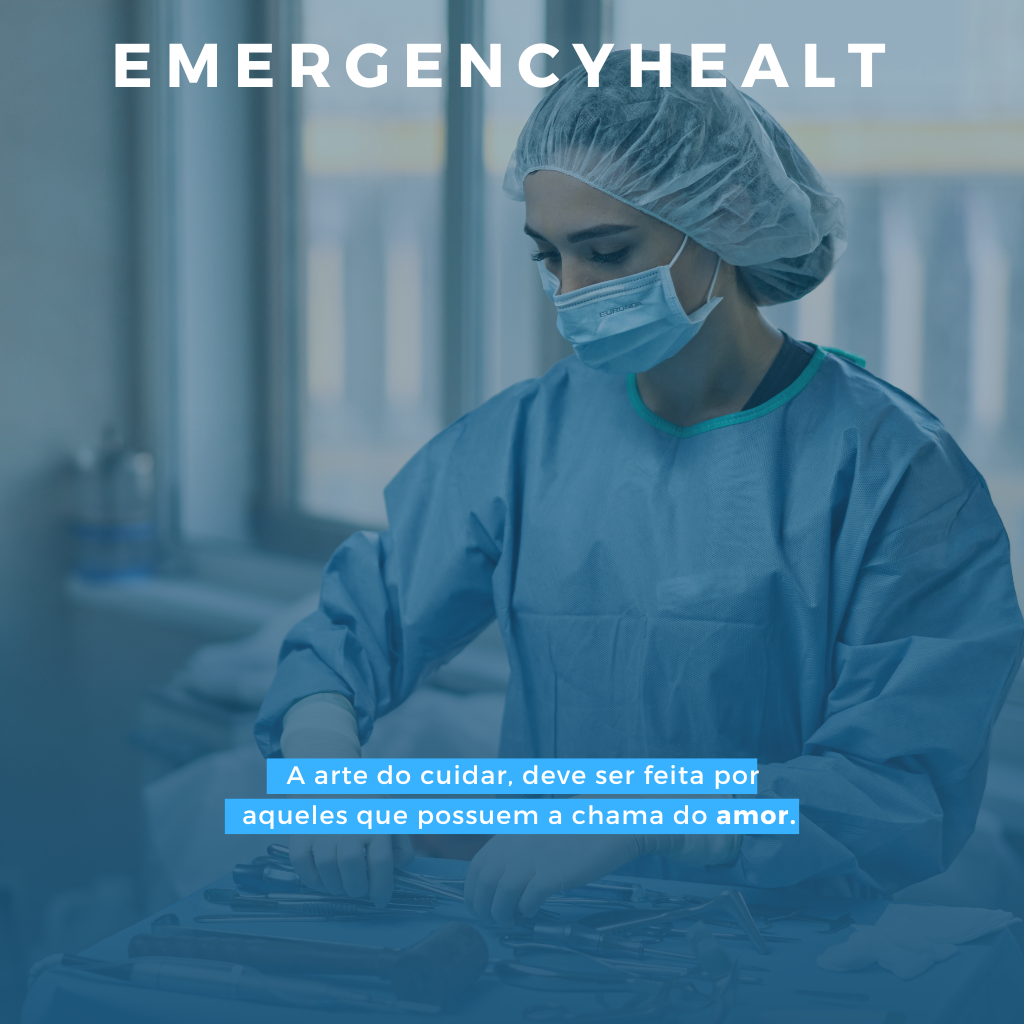 EMERGENCYHEALT
A arte do cuidar, deve ser feita por
aqueles que possuem a chama do amor.